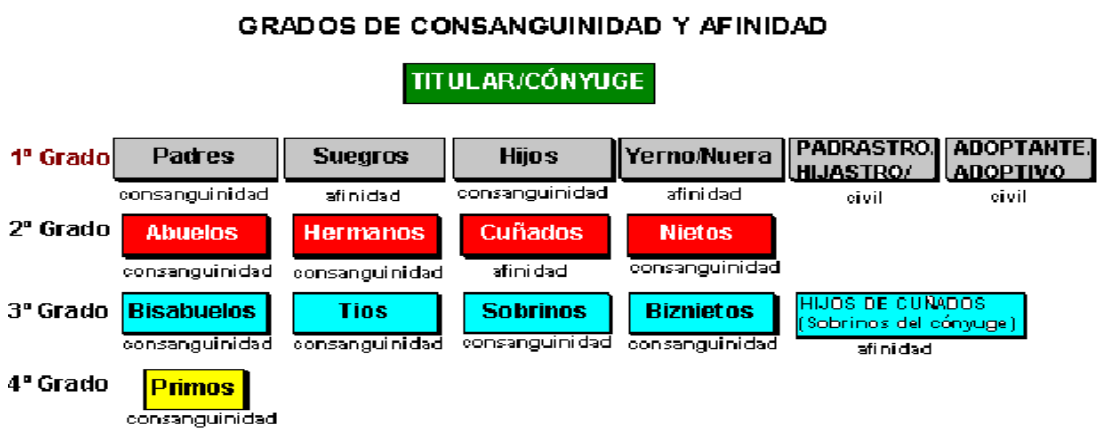 GRADOS DE CONSANGUINIDAD Y AFINIDAD
TITULAR/CÓNYUGE
1º Grado Padres Suegros Hijos Yerno/Nuera PADRASTRO. ADOPTANTE.
HIJASTRO/ ADOPTIVO
consanguinidad afinidad consanguinidad afinidad civil civil
2º Grado Abuelos Hermanos Cuñados Nietos
consanguinidad consanguinidad afinidad consanguinidad
3º Grado Bisabuelos Tios Sobrinos Biznietos HIJOS DE CUÑADOS
(Sobrinos del cónyuge)
consanguinidad consanguinidad consanguinidad consanguinidad afinidad
4º Grado Primos
consanguinidad